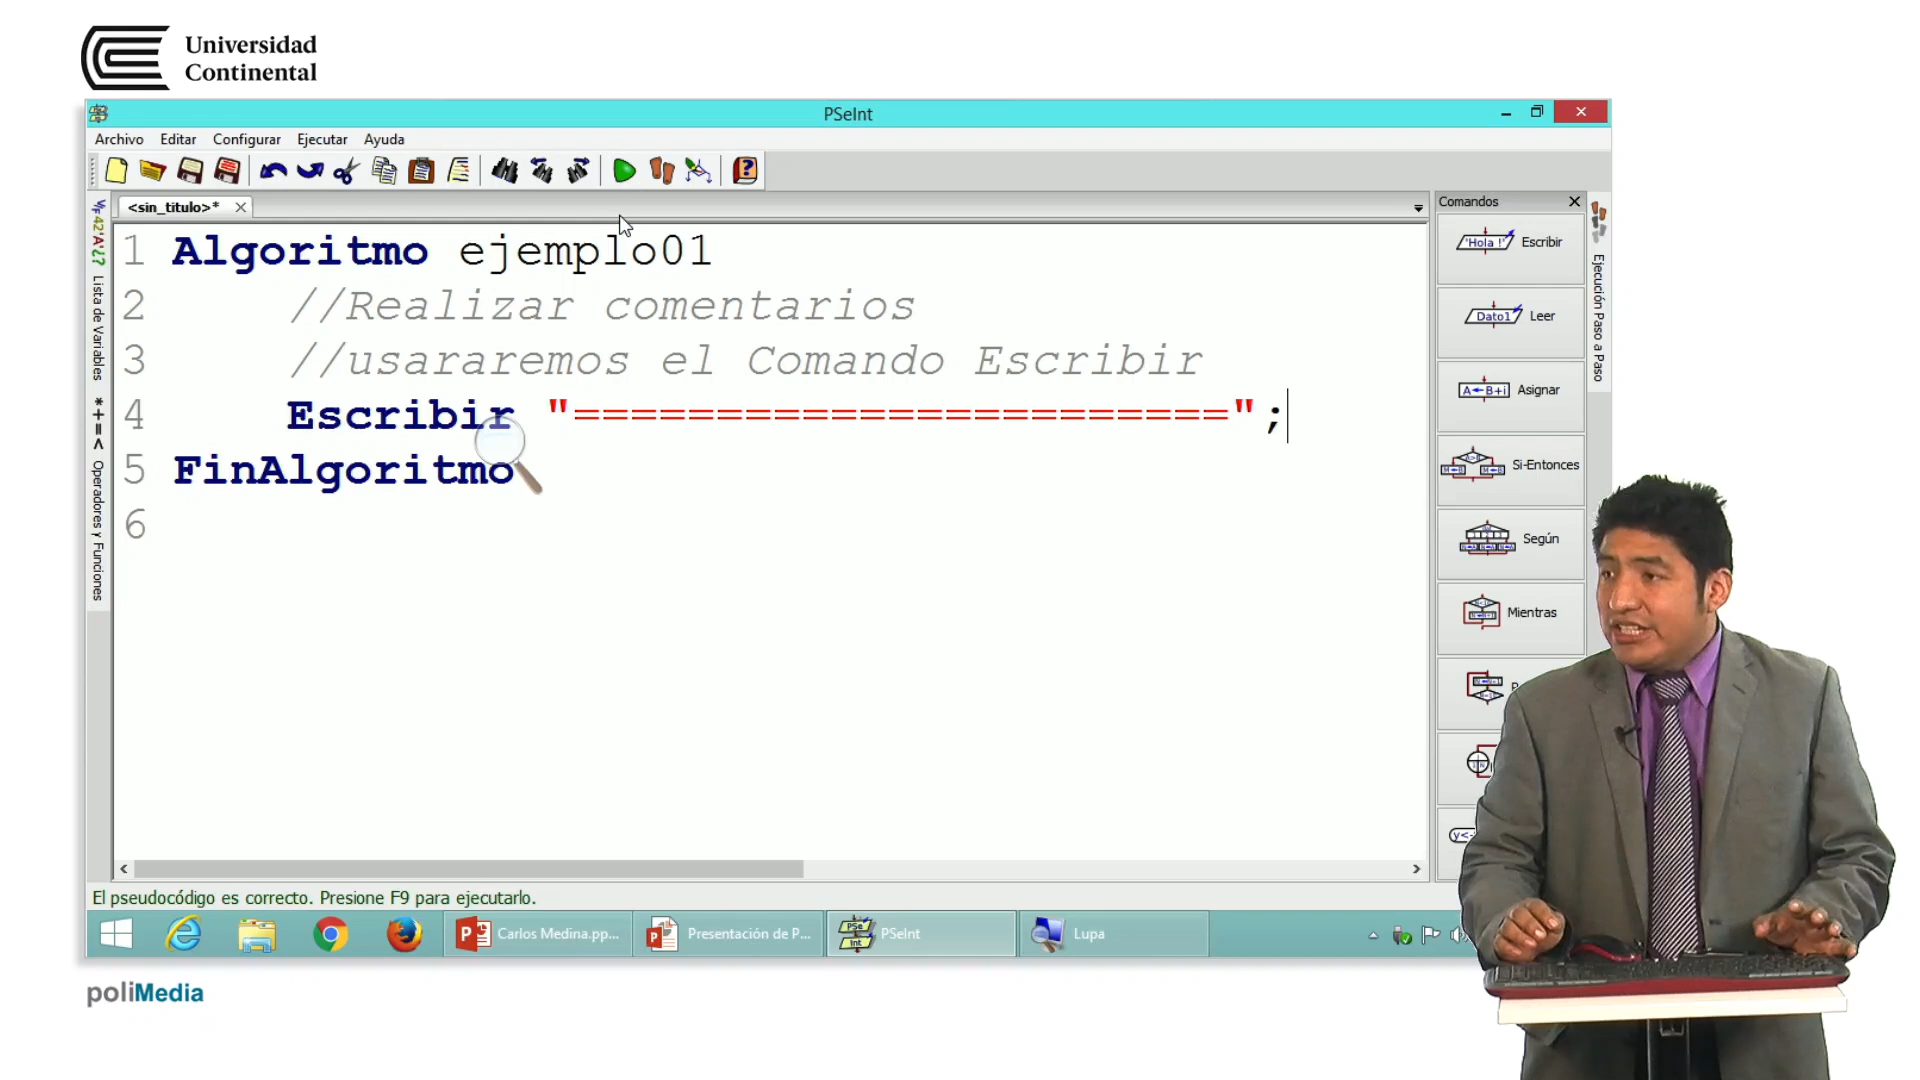 Universidad
Continental
PSeInt
Archivo Editar Configurar Ejecutar Ayuda
<sin_titulo>*
Comandos
1 Algoritmo ejemplo01
2 //Realizar comentarios
3 //usararemos el Comando Escribir
4 Escribir "=======================";
5 FinAlgoritmo
6
Lista de Variables
*+=< Operadores y Funciones
'Hola !' Escribir
Dato1 Leer
A←B+i Asignar
Si-Entonces
Según
Mientras
Ejecución Paso a Paso
El pseudocódigo es correcto. Presione F9 para ejecutarlo.
Carlos Medina.pp...
Presentación de P...
PSeInt
Lupa
poliMedia